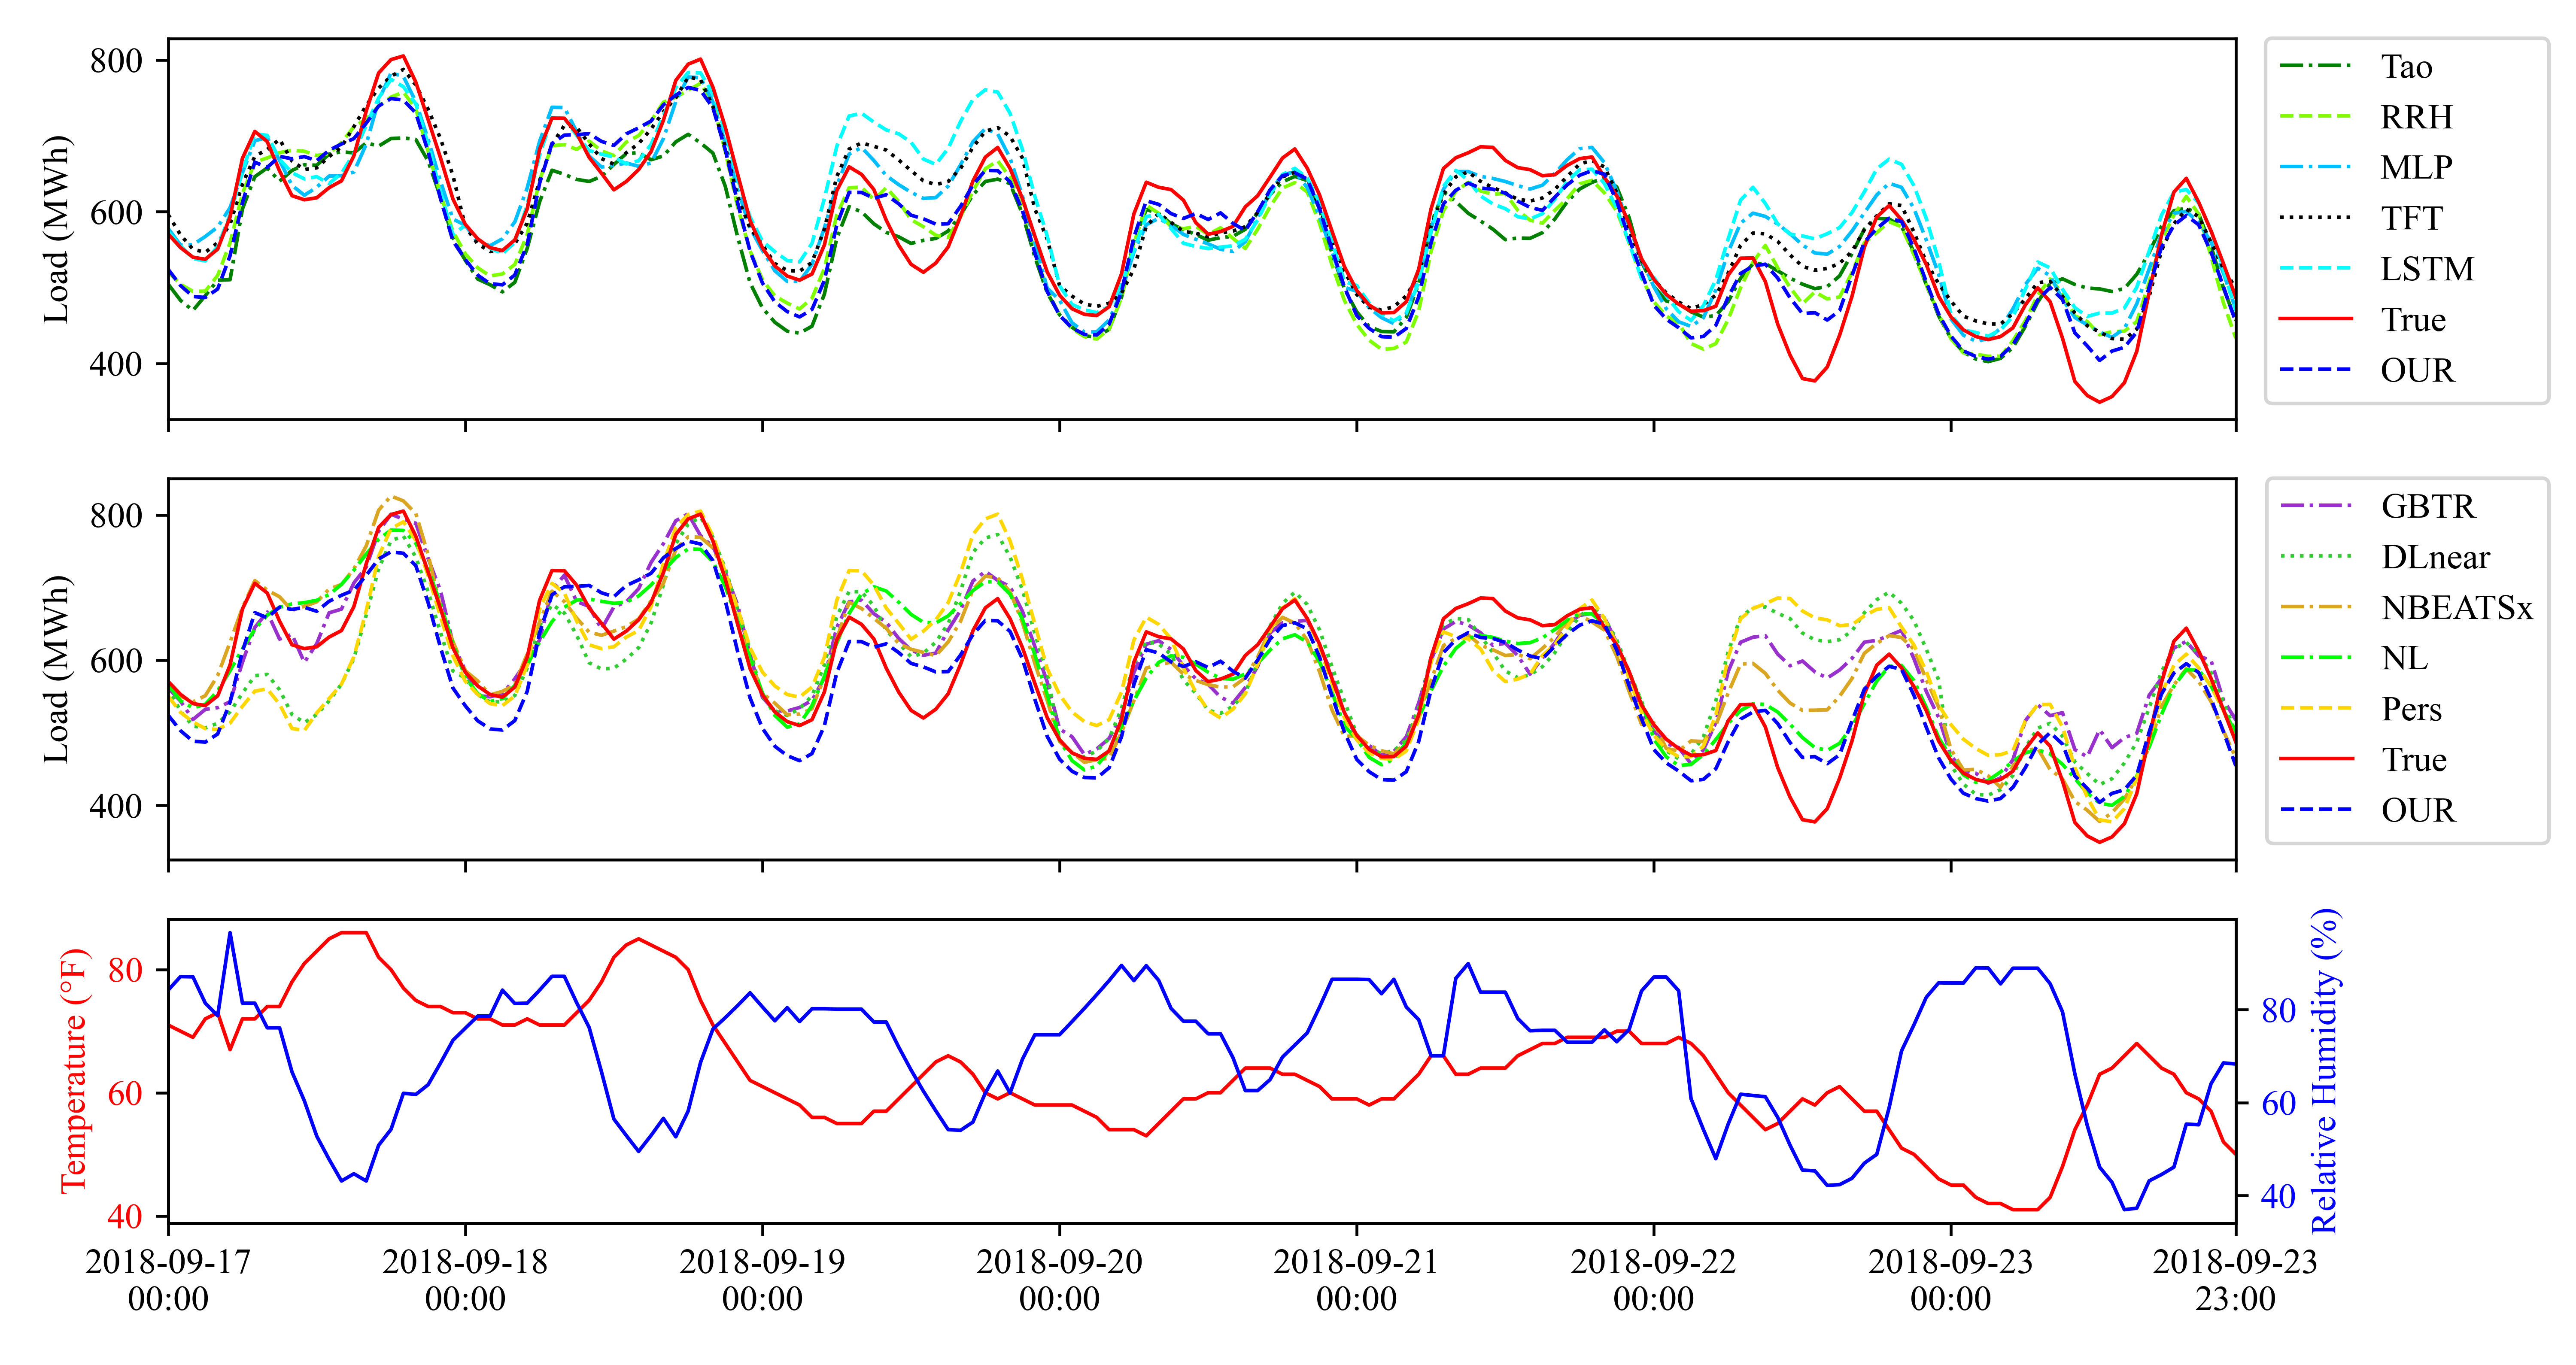 800
600
400
Load (MWh)
Tao
RRH
MLP
TFT
LSTM
True
OUR
800
600
400
Load (MWh)
GBTR
DLnear
NBEATSx
NL
Pers
True
OUR
80
60
40
Temperature (°F)
80
60
40
Relative Humidity (%)
2018-09-17
00:00
2018-09-18
00:00
2018-09-19
00:00
2018-09-20
00:00
2018-09-21
00:00
2018-09-22
00:00
2018-09-23
00:00
2018-09-23
23:00